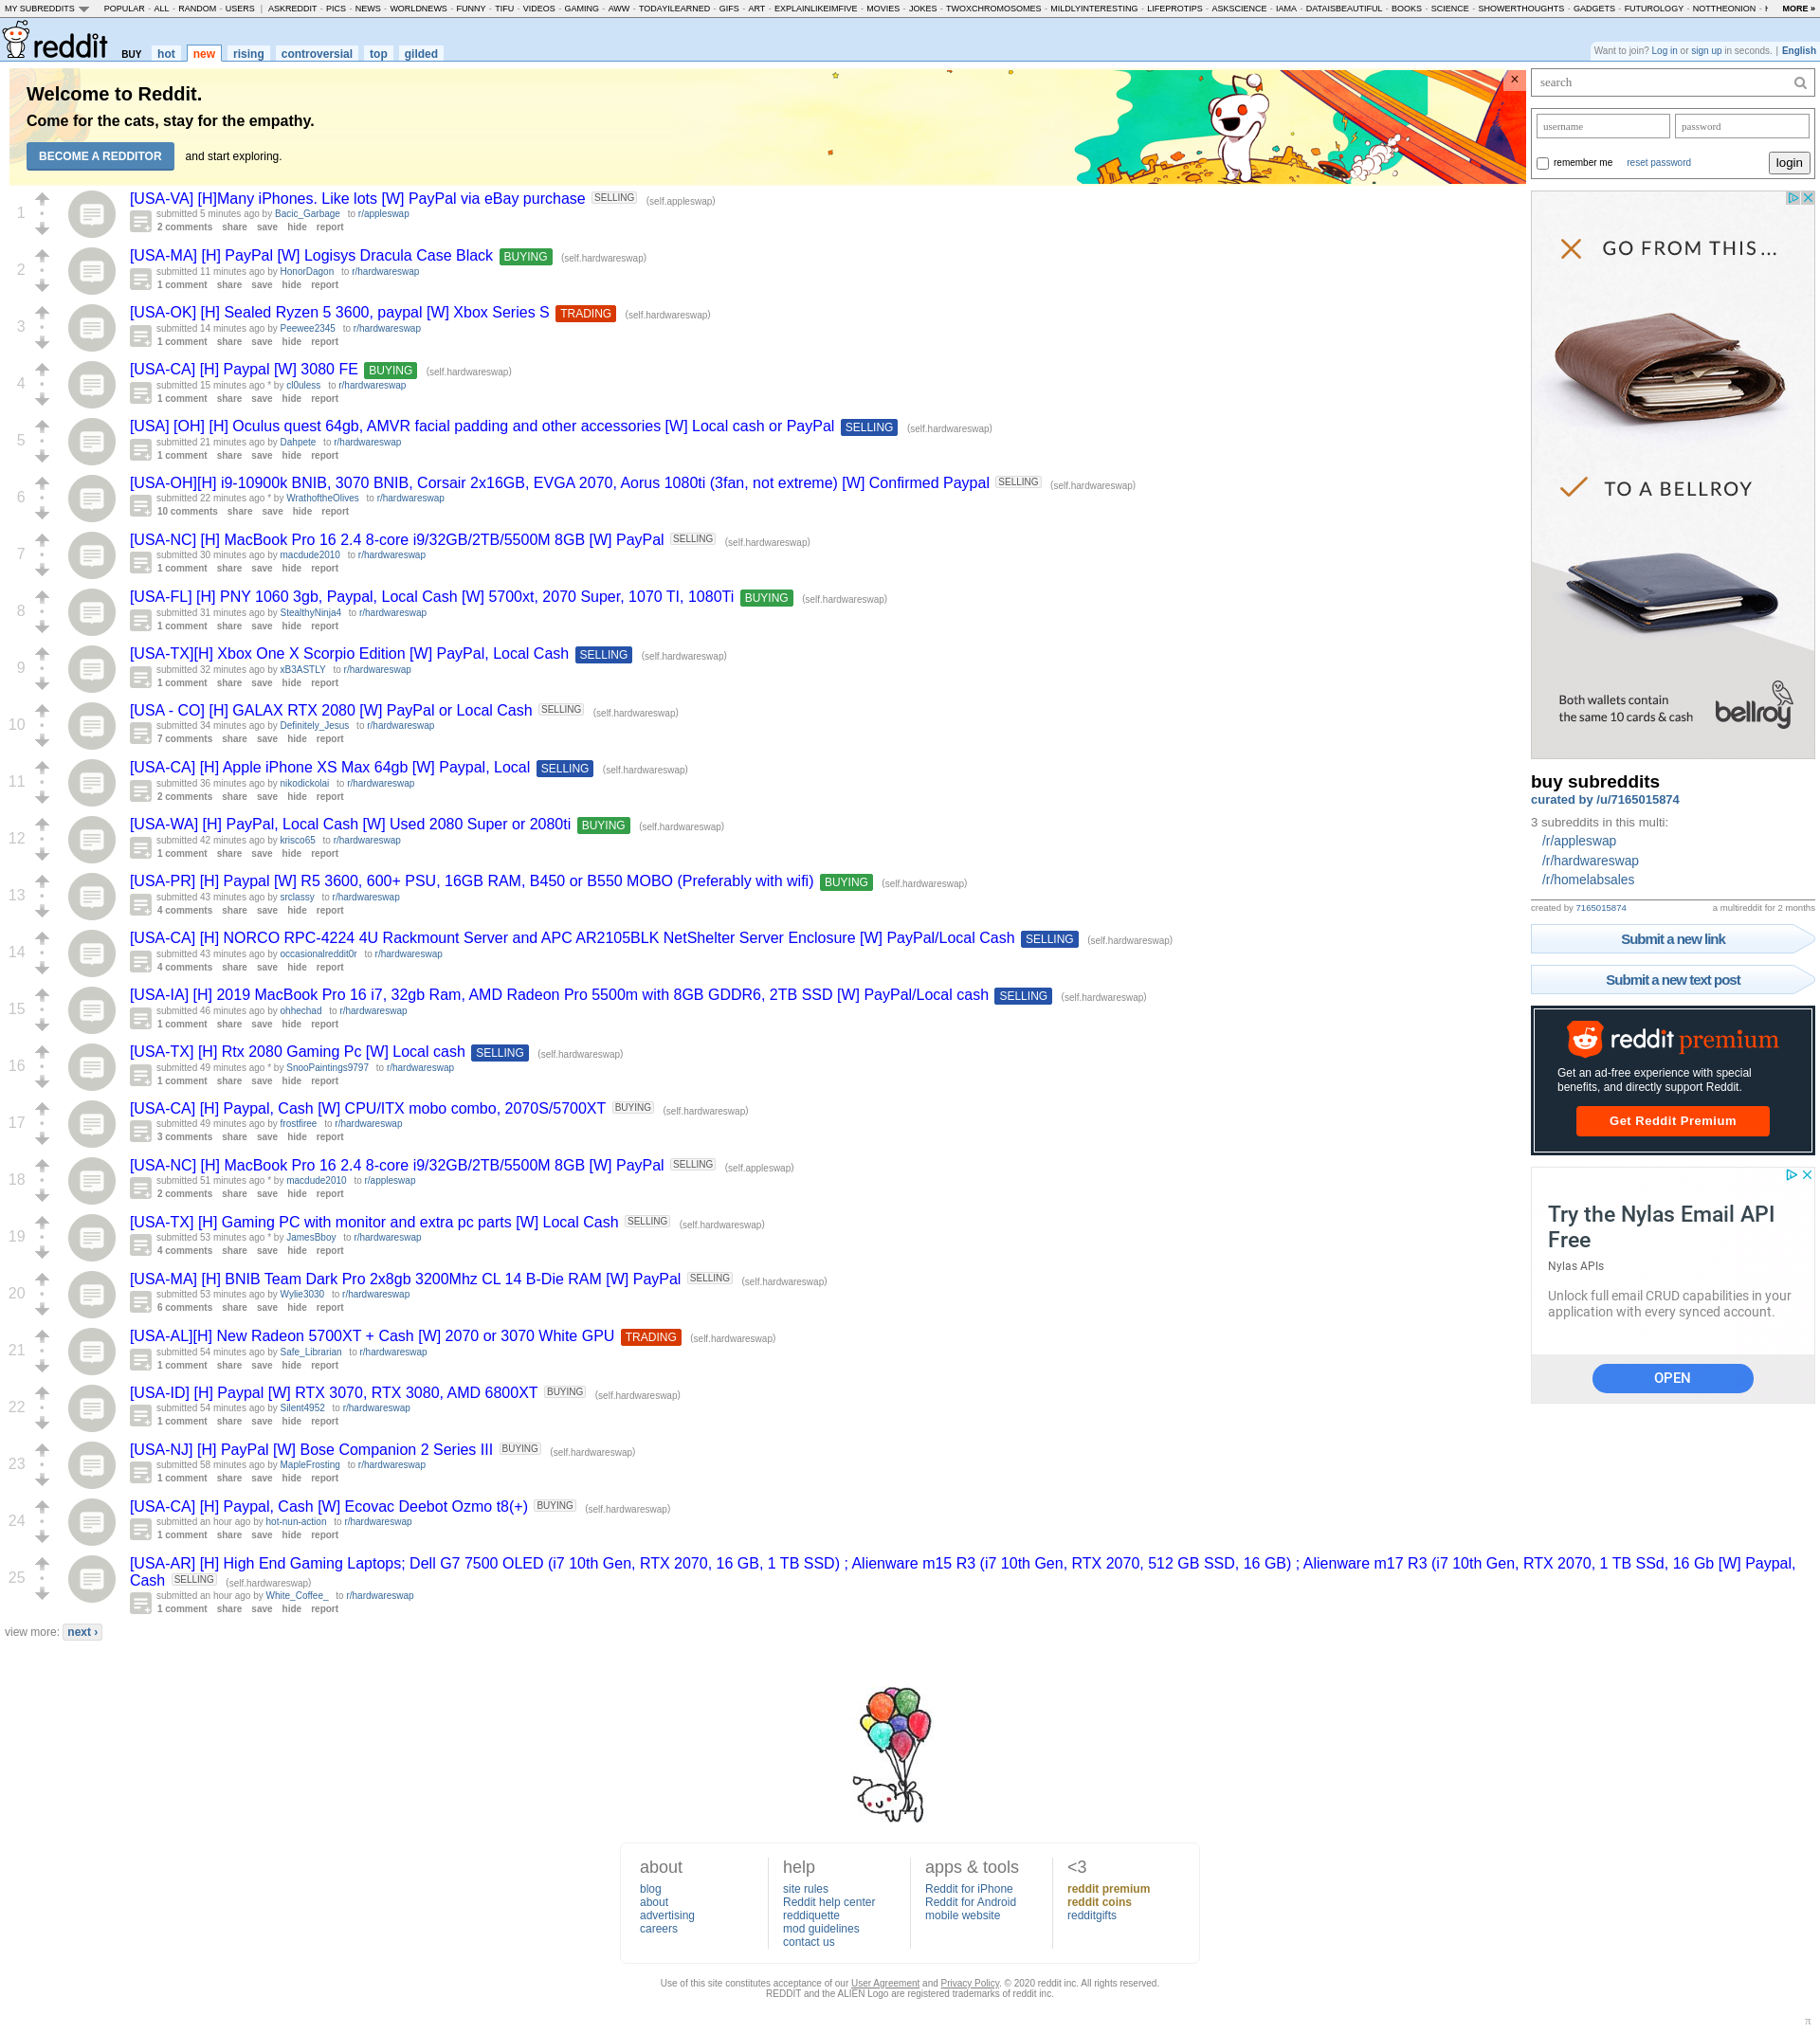 MY SUBREDDITS POPULAR - ALL - RANDOM - USERS | ASKREDDIT - PICS - NEWS - WORLDNEWS - FUNNY - TIFU - VIDEOS - GAMING - AWW - TODAYILEARNED - GIFS - ART - EXPLAINLIKEIMFIVE - MOVIES - JOKES - TWOXCHROMOSOMES - MILDLYINTERESTING - LIFEPROTIPS - ASKSCIENCE - IAMA - DATAISBEAUTIFUL - BOOKS - SCIENCE - SHOWERTHOUGHTS - GADGETS - FUTUROLOGY - NOTTHEONION - MORE »
reddit BUY hot new rising controversial top gilded
Want to join? Log in or sign up in seconds. | English
Welcome to Reddit.
Come for the cats, stay for the empathy.
BECOME A REDDITOR and start exploring.
×
1
[USA-VA] [H]Many iPhones. Like lots [W] PayPal via eBay purchase SELLING (self.appleswap)
submitted 5 minutes ago by Bacic_Garbage to r/appleswap
2 comments share save hide report
2
[USA-MA] [H] PayPal [W] Logisys Dracula Case Black BUYING (self.hardwareswap)
submitted 11 minutes ago by HonorDagon to r/hardwareswap
1 comment share save hide report
3
[USA-OK] [H] Sealed Ryzen 5 3600, paypal [W] Xbox Series S TRADING (self.hardwareswap)
submitted 14 minutes ago by Peewee2345 to r/hardwareswap
1 comment share save hide report
4
[USA-CA] [H] Paypal [W] 3080 FE BUYING (self.hardwareswap)
submitted 15 minutes ago * by cl0uless to r/hardwareswap
1 comment share save hide report
5
[USA] [OH] [H] Oculus quest 64gb, AMVR facial padding and other accessories [W] Local cash or PayPal SELLING (self.hardwareswap)
submitted 21 minutes ago by Dahpete to r/hardwareswap
1 comment share save hide report
6
[USA-OH][H] i9-10900k BNIB, 3070 BNIB, Corsair 2x16GB, EVGA 2070, Aorus 1080ti (3fan, not extreme) [W] Confirmed Paypal SELLING (self.hardwareswap)
submitted 22 minutes ago * by WrathoftheOlives to r/hardwareswap
10 comments share save hide report
7
[USA-NC] [H] MacBook Pro 16 2.4 8-core i9/32GB/2TB/5500M 8GB [W] PayPal SELLING (self.hardwareswap)
submitted 30 minutes ago by macdude2010 to r/hardwareswap
1 comment share save hide report
8
[USA-FL] [H] PNY 1060 3gb, Paypal, Local Cash [W] 5700xt, 2070 Super, 1070 TI, 1080Ti BUYING (self.hardwareswap)
submitted 31 minutes ago by StealthyNinja4 to r/hardwareswap
1 comment share save hide report
9
[USA-TX][H] Xbox One X Scorpio Edition [W] PayPal, Local Cash SELLING (self.hardwareswap)
submitted 32 minutes ago by xB3ASTLY to r/hardwareswap
1 comment share save hide report
10
[USA - CO] [H] GALAX RTX 2080 [W] PayPal or Local Cash SELLING (self.hardwareswap)
submitted 34 minutes ago by Definitely_Jesus to r/hardwareswap
7 comments share save hide report
11
[USA-CA] [H] Apple iPhone XS Max 64gb [W] Paypal, Local SELLING (self.hardwareswap)
submitted 36 minutes ago by nikodickolai to r/hardwareswap
2 comments share save hide report
12
[USA-WA] [H] PayPal, Local Cash [W] Used 2080 Super or 2080ti BUYING (self.hardwareswap)
submitted 42 minutes ago by krisco65 to r/hardwareswap
1 comment share save hide report
13
[USA-PR] [H] Paypal [W] R5 3600, 600+ PSU, 16GB RAM, B450 or B550 MOBO (Preferably with wifi) BUYING (self.hardwareswap)
submitted 43 minutes ago by srclassy to r/hardwareswap
4 comments share save hide report
14
[USA-CA] [H] NORCO RPC-4224 4U Rackmount Server and APC AR2105BLK NetShelter Server Enclosure [W] PayPal/Local Cash SELLING (self.hardwareswap)
submitted 43 minutes ago by occasionalreddit0r to r/hardwareswap
4 comments share save hide report
15
[USA-IA] [H] 2019 MacBook Pro 16 i7, 32gb Ram, AMD Radeon Pro 5500m with 8GB GDDR6, 2TB SSD [W] PayPal/Local cash SELLING (self.hardwareswap)
submitted 46 minutes ago by ohhechad to r/hardwareswap
1 comment share save hide report
16
[USA-TX] [H] Rtx 2080 Gaming Pc [W] Local cash SELLING (self.hardwareswap)
submitted 49 minutes ago * by SnooPaintings9797 to r/hardwareswap
1 comment share save hide report
17
[USA-CA] [H] Paypal, Cash [W] CPU/ITX mobo combo, 2070S/5700XT BUYING (self.hardwareswap)
submitted 49 minutes ago by frostfiree to r/hardwareswap
3 comments share save hide report
18
[USA-NC] [H] MacBook Pro 16 2.4 8-core i9/32GB/2TB/5500M 8GB [W] PayPal SELLING (self.appleswap)
submitted 51 minutes ago * by macdude2010 to r/appleswap
2 comments share save hide report
19
[USA-TX] [H] Gaming PC with monitor and extra pc parts [W] Local Cash SELLING (self.hardwareswap)
submitted 53 minutes ago * by JamesBboy to r/hardwareswap
4 comments share save hide report
20
[USA-MA] [H] BNIB Team Dark Pro 2x8gb 3200Mhz CL 14 B-Die RAM [W] PayPal SELLING (self.hardwareswap)
submitted 53 minutes ago by Wylie3030 to r/hardwareswap
6 comments share save hide report
21
[USA-AL][H] New Radeon 5700XT + Cash [W] 2070 or 3070 White GPU TRADING (self.hardwareswap)
submitted 54 minutes ago by Safe_Librarian to r/hardwareswap
1 comment share save hide report
22
[USA-ID] [H] Paypal [W] RTX 3070, RTX 3080, AMD 6800XT BUYING (self.hardwareswap)
submitted 54 minutes ago by Silent4952 to r/hardwareswap
1 comment share save hide report
23
[USA-NJ] [H] PayPal [W] Bose Companion 2 Series III BUYING (self.hardwareswap)
submitted 58 minutes ago by MapleFrosting to r/hardwareswap
1 comment share save hide report
24
[USA-CA] [H] Paypal, Cash [W] Ecovac Deebot Ozmo t8(+) BUYING (self.hardwareswap)
submitted an hour ago by hot-nun-action to r/hardwareswap
1 comment share save hide report
25
[USA-AR] [H] High End Gaming Laptops; Dell G7 7500 OLED (i7 10th Gen, RTX 2070, 16 GB, 1 TB SSD) ; Alienware m15 R3 (i7 10th Gen, RTX 2070, 512 GB SSD, 16 GB) ; Alienware m17 R3 (i7 10th Gen, RTX 2070, 1 TB SSd, 16 Gb [W] Paypal,
Cash SELLING (self.hardwareswap)
submitted an hour ago by White_Coffee_ to r/hardwareswap
1 comment share save hide report
view more: next ›
search
username password
remember me reset password login
GO FROM THIS...
TO A BELLROY
Both wallets contain
the same 10 cards & cash
bellroy
buy subreddits
curated by /u/7165015874
3 subreddits in this multi:
/r/appleswap
/r/hardwareswap
/r/homelabsales
created by 7165015874 a multireddit for 2 months
Submit a new link
Submit a new text post
reddit premium
Get an ad-free experience with special
benefits, and directly support Reddit.
Get Reddit Premium
Try the Nylas Email API
Free
Nylas APIs
Unlock full email CRUD capabilities in your
application with every synced account.
OPEN
about
blog
about
advertising
careers
help
site rules
Reddit help center
reddiquette
mod guidelines
contact us
apps & tools
Reddit for iPhone
Reddit for Android
mobile website
<3
reddit premium
reddit coins
redditgifts
Use of this site constitutes acceptance of our User Agreement and Privacy Policy. © 2020 reddit inc. All rights reserved.
REDDIT and the ALIEN Logo are registered trademarks of reddit inc.
π